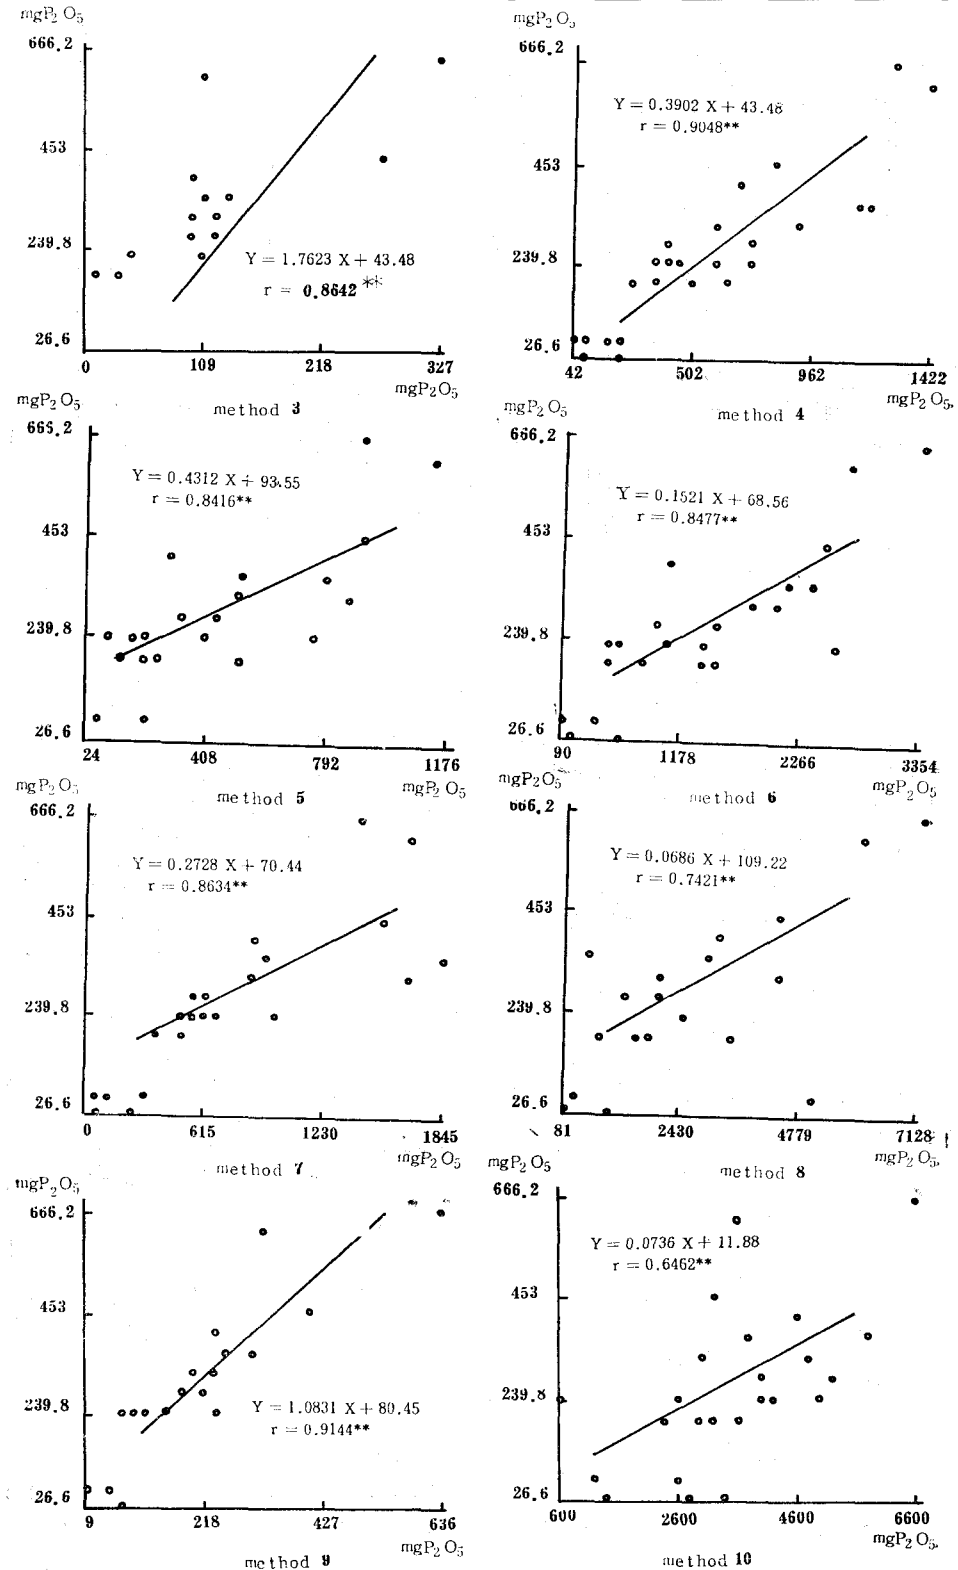 mgP₂O₅
666.2
453
239.8
26.6
Y = 1.7623 X + 43.48
r = 0.8642**
0 109 218 327
mgP₂O₅
method 3
mgP₂O₅
666.2
453
239.8
26.6
Y = 0.3902 X + 43.48
r = 0.9048**
42 502 962 1422
mgP₂O₅,
method 4
mgP₂O₅
666.2
453
239.8
26.6
Y = 0.4312 X + 93.55
r = 0.8416**
24 408 792 1176
mgP₂O₅
method 5
mgP₂O₅
666.2
453
239.8
26.6
Y = 0.1521 X + 68.56
r = 0.8477**
90 1178 2266 3354
mgP₂O₅
method 6
mgP₂O₅
666.2
453
239.8
26.6
Y = 0.2728 X + 70.44
r = 0.8634**
0 615 1230 1845
mgP₂O₅
method 7
mgP₂O₅
666.2
453
239.8
26.6
Y = 0.0686 X + 109.22
r = 0.7421**
81 2430 4779 7128
mgP₂O₅,
method 8
mgP₂O₅
666.2
453
239.8
26.6
Y = 1.0831 X + 80.45
r = 0.9144**
9 218 427 636
mgP₂O₅
method 9
mgP₂O₅
666.2
453
239.8
26.6
Y = 0.0736 X + 11.88
r = 0.6462**
600 2600 4600 6600
mgP₂O₅,
method 10